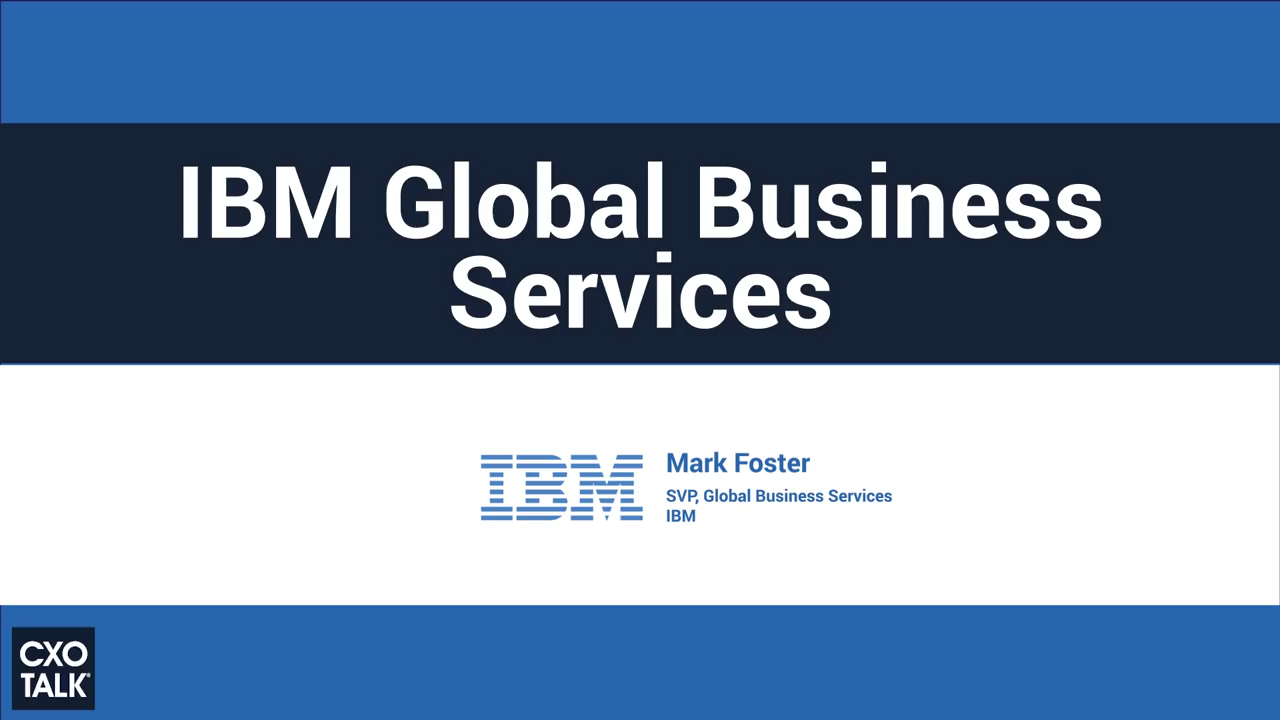 IBM Global Business
Services
IBM
Mark Foster
SVP, Global Business Services
IBM
CXO
TALK®